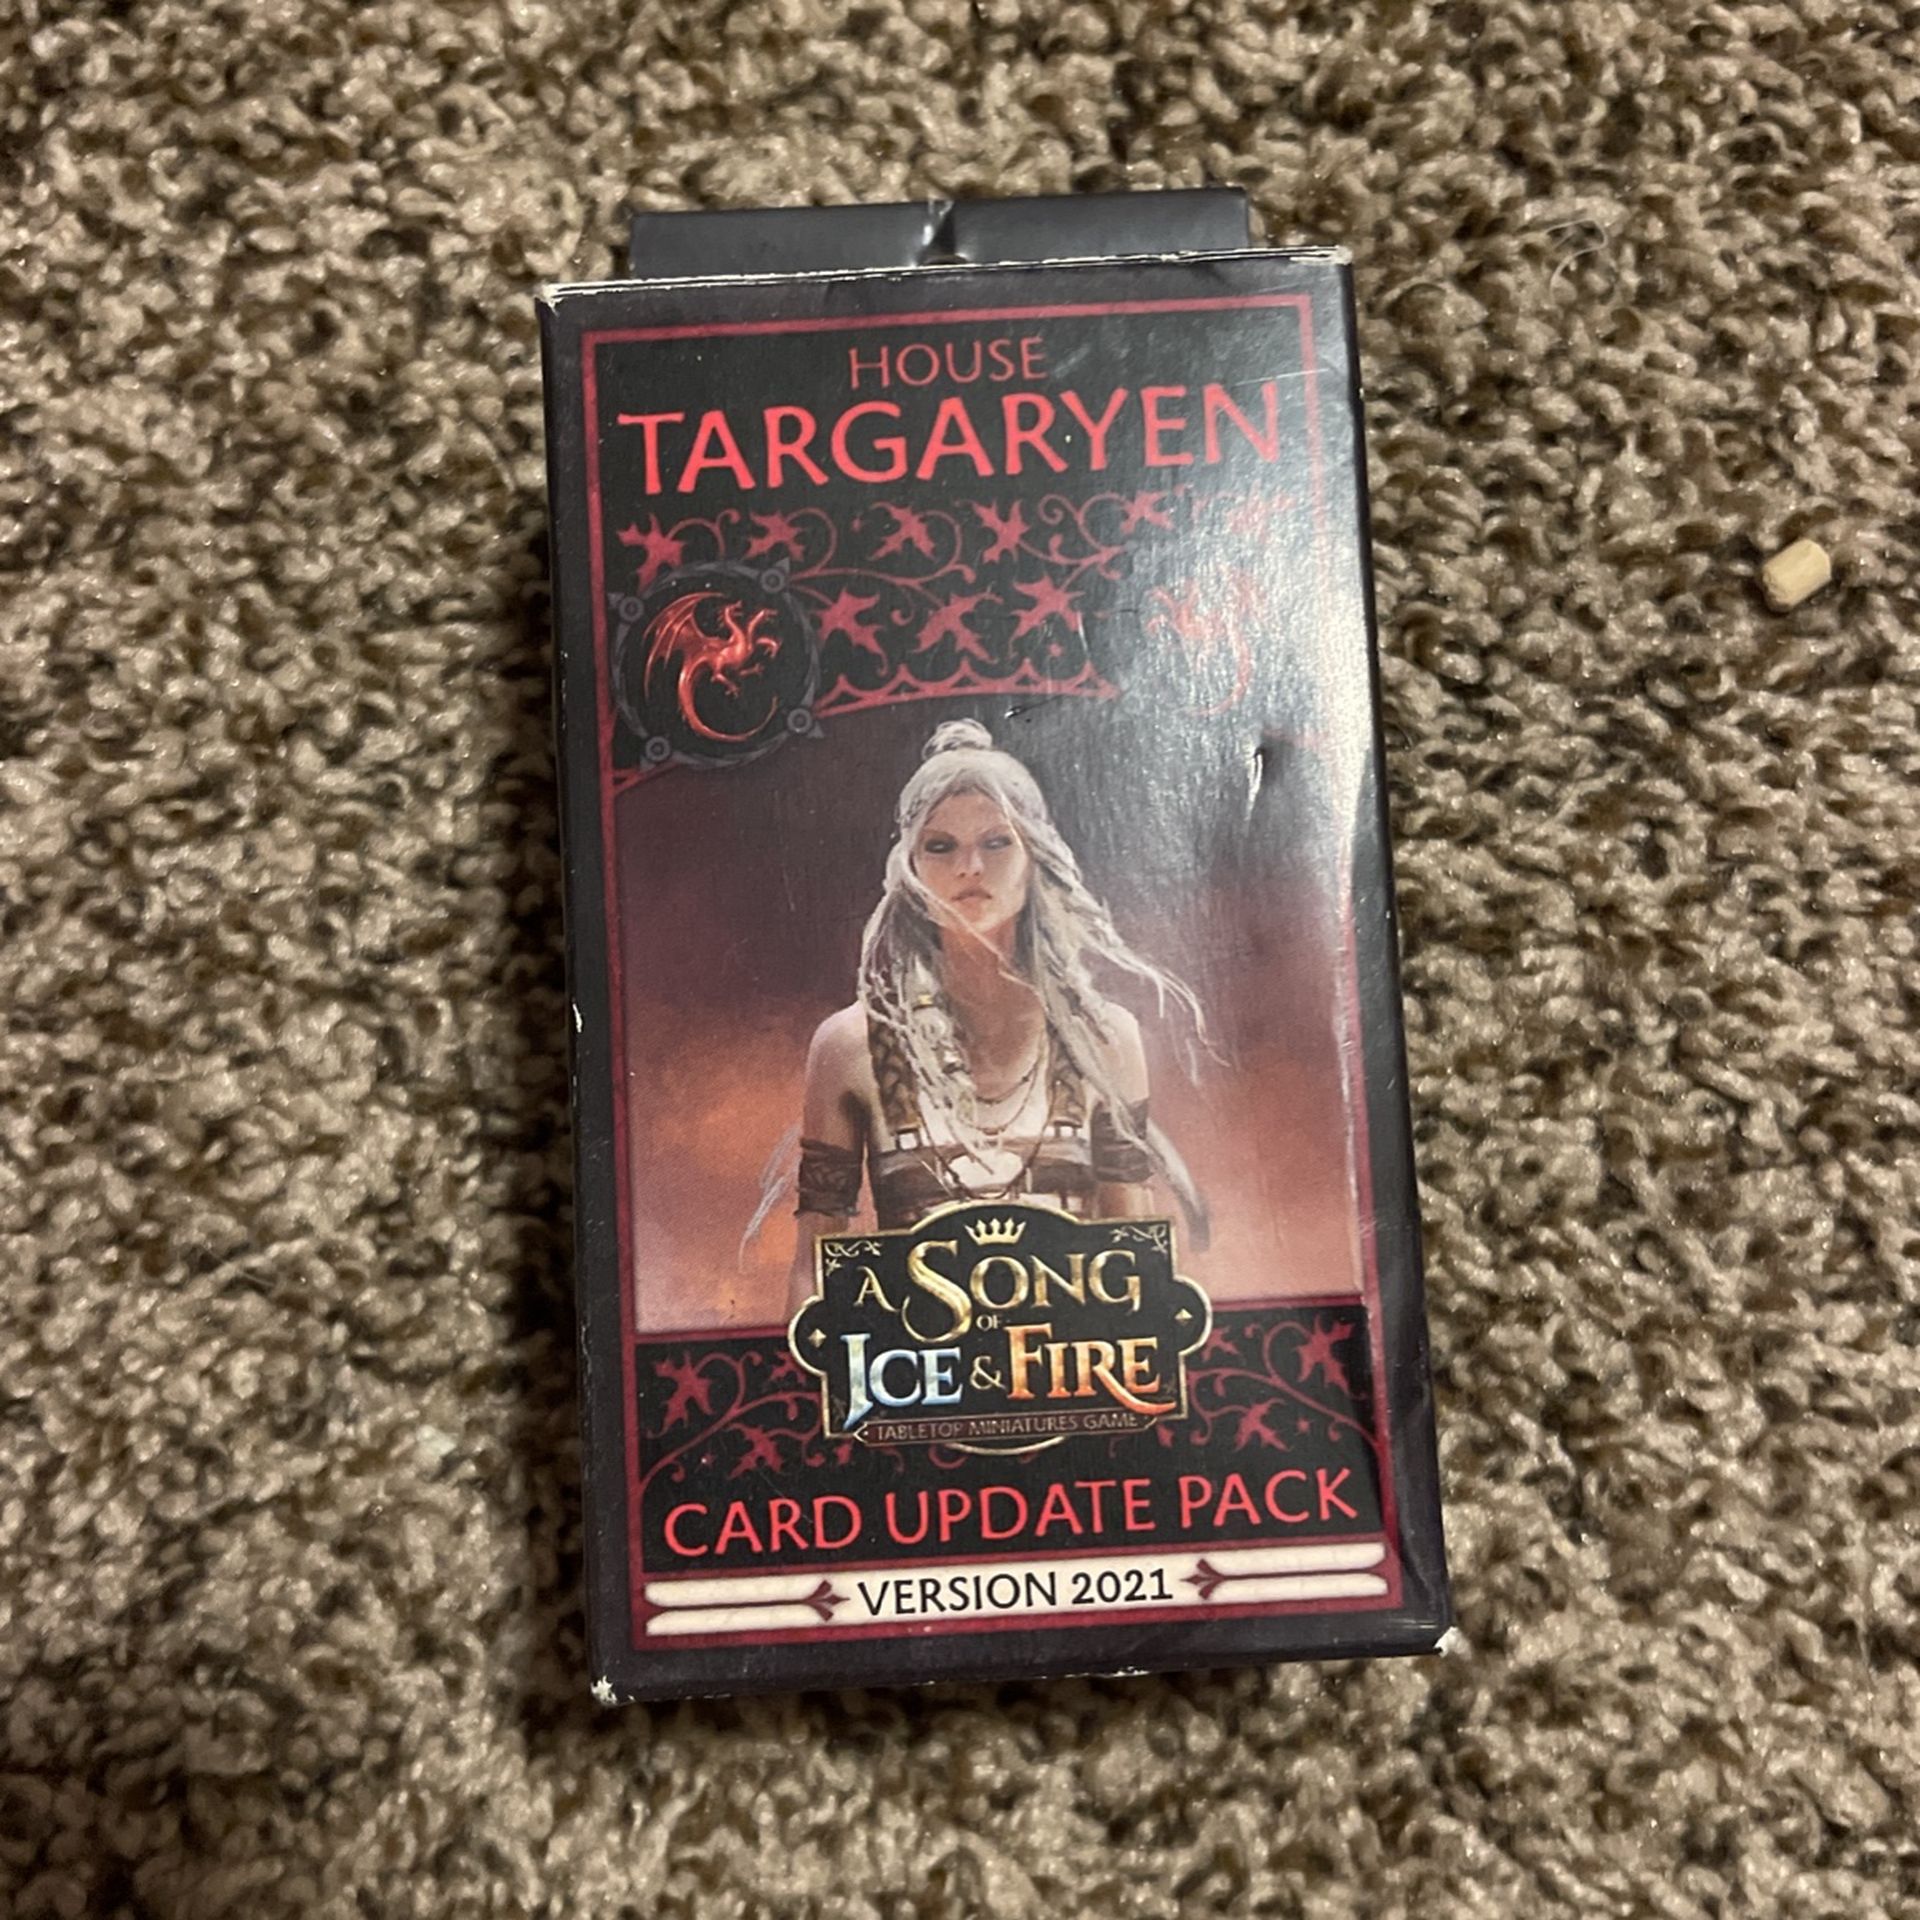 HOUSE
TARGARYEN
A SONG
OF
ICE & FIRE
TABLETOP MINIATURES GAME
CARD UPDATE PACK
VERSION 2021